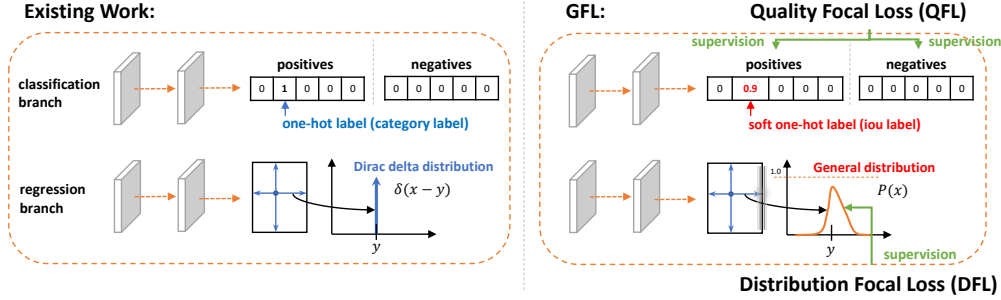 Existing Work:
classification
branch
positives
negatives
0 1 0 0 0
0 0 0 0 0
one-hot label (category label)
regression
branch
Dirac delta distribution
δ(x − y)
y
GFL:
Quality Focal Loss (QFL)
supervision
supervision
positives
negatives
0 0.9 0 0 0
0 0 0 0 0
soft one-hot label (iou label)
General distribution
1.0
P(x)
y
supervision
Distribution Focal Loss (DFL)